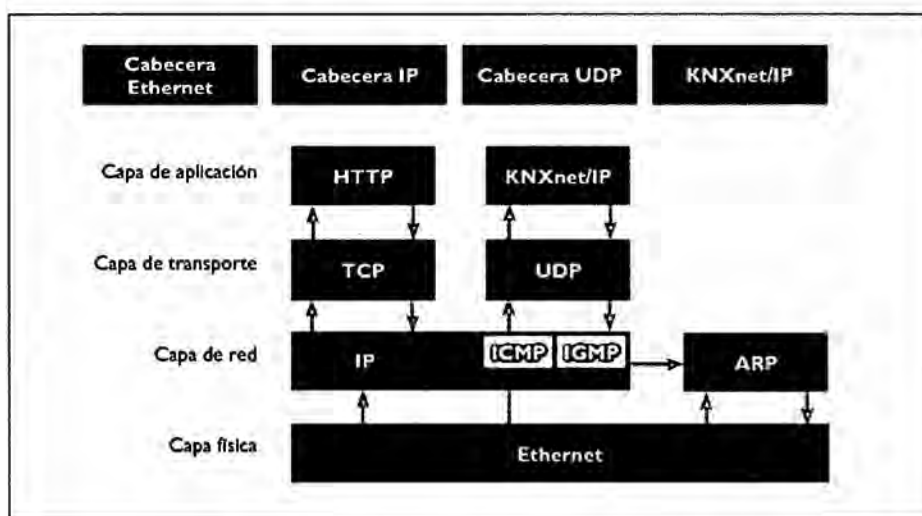 Cabecera
Ethernet
Cabecera IP
Cabecera UDP
KNXnet/IP
Capa de aplicación
HTTP
KNXnet/IP
Capa de transporte
TCP
UDP
Capa de red
IP
ICMP
IGMP
ARP
Capa física
Ethernet